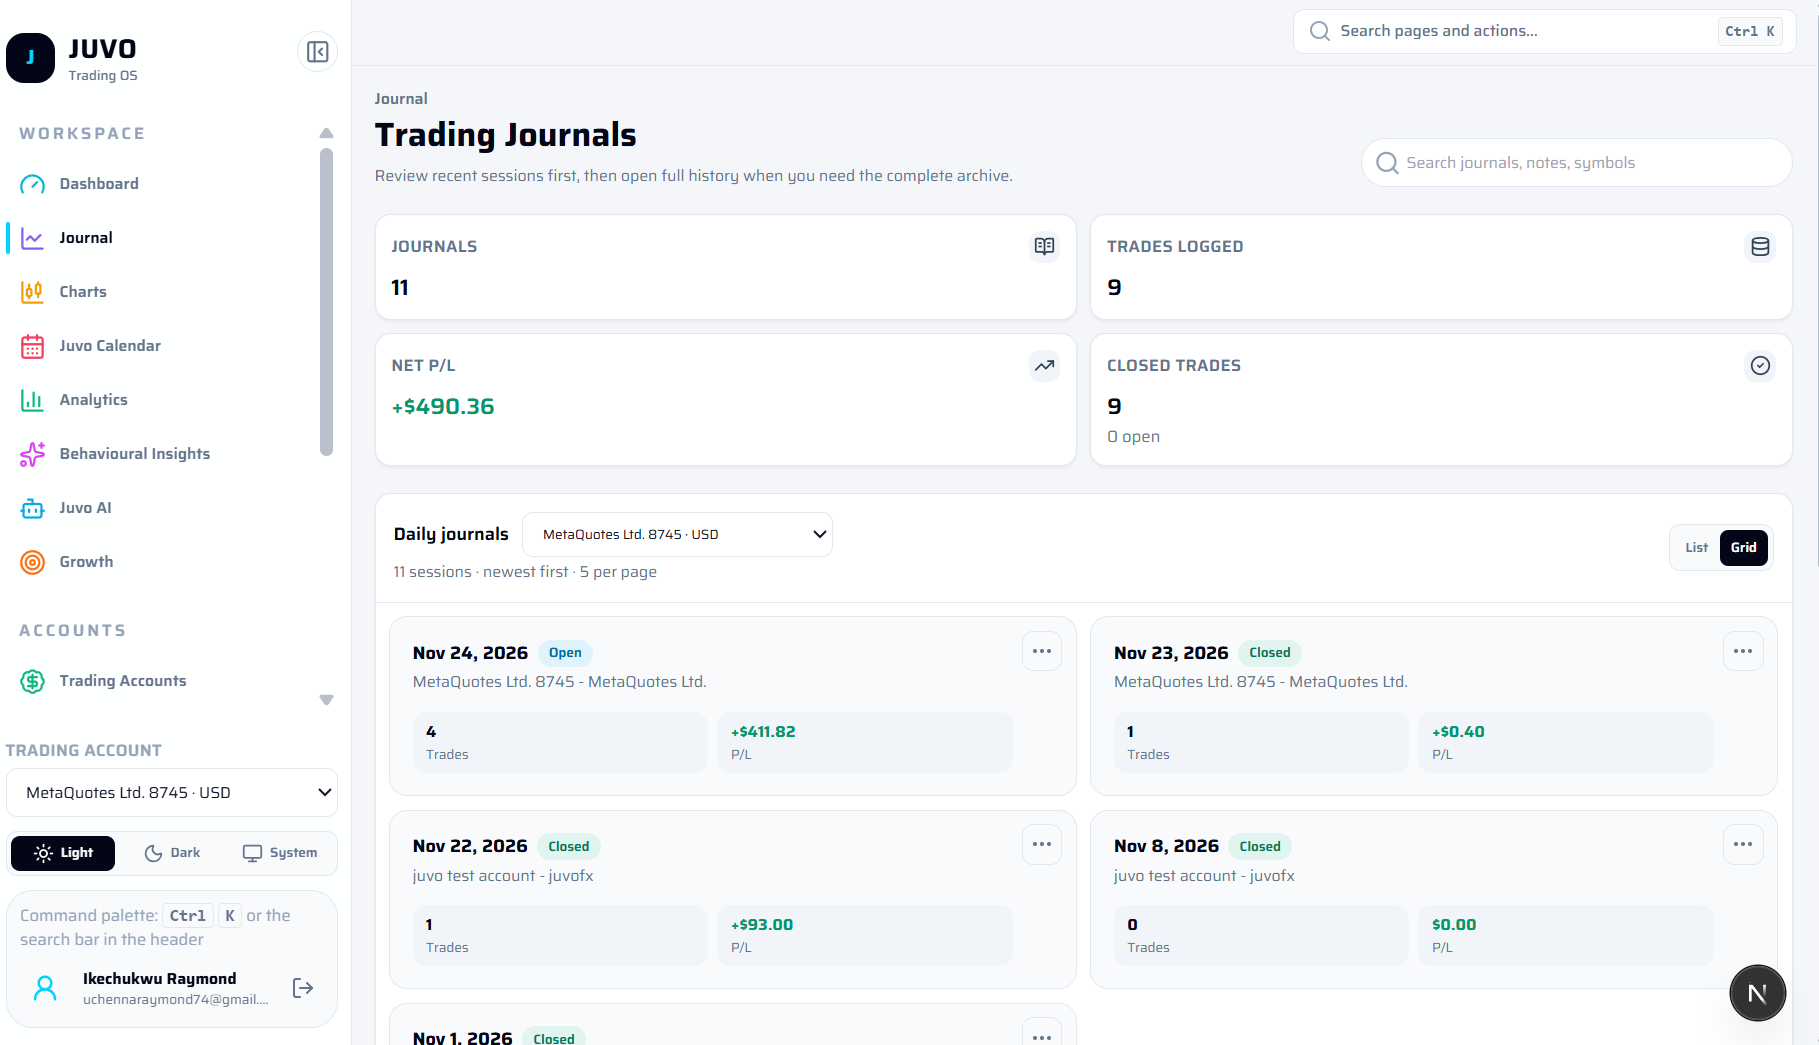 J
JUVO
Trading OS
WORKSPACE
Dashboard
Journal
Charts
Juvo Calendar
Analytics
Behavioural Insights
Juvo AI
Growth
ACCOUNTS
Trading Accounts
TRADING ACCOUNT
MetaQuotes Ltd. 8745 · USD
Light Dark System
Command palette: Ctrl K or the
search bar in the header
Ikechukwu Raymond
uchennaraymond74@gmail....
Search pages and actions... Ctrl K
Journal
Trading Journals
Review recent sessions first, then open full history when you need the complete archive.
Search journals, notes, symbols
JOURNALS
11
TRADES LOGGED
9
NET P/L
+$490.36
CLOSED TRADES
9
0 open
Daily journals MetaQuotes Ltd. 8745 · USD
11 sessions · newest first · 5 per page
List Grid
Nov 24, 2026 Open
MetaQuotes Ltd. 8745 - MetaQuotes Ltd.
4
Trades
+$411.82
P/L
Nov 23, 2026 Closed
MetaQuotes Ltd. 8745 - MetaQuotes Ltd.
1
Trades
+$0.40
P/L
Nov 22, 2026 Closed
juvo test account - juvofx
1
Trades
+$93.00
P/L
Nov 8, 2026 Closed
juvo test account - juvofx
0
Trades
$0.00
P/L
Nov 1, 2026 Closed
N